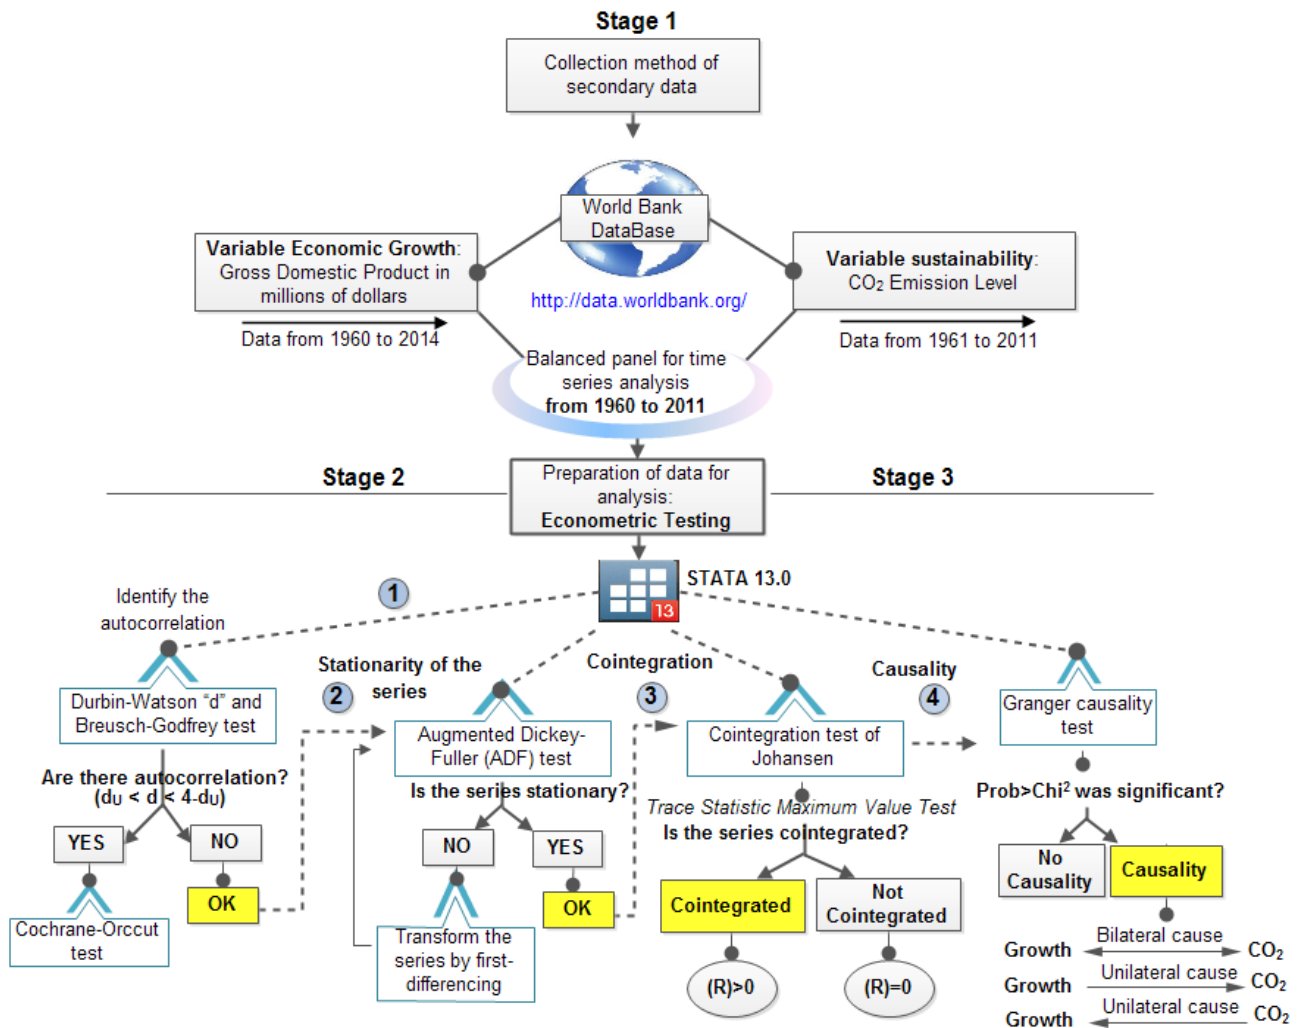 Stage 1
Collection method of
secondary data
World Bank
DataBase
Variable Economic Growth:
Gross Domestic Product in
millions of dollars
Data from 1960 to 2014
http://data.worldbank.org/
Variable sustainability:
CO₂ Emission Level
Data from 1961 to 2011
Balanced panel for time
series analysis
from 1960 to 2011
Stage 2
Preparation of data for
analysis:
Econometric Testing
Stage 3
STATA 13.0
13
1
Identify the
autocorrelation
Durbin-Watson “d” and
Breusch-Godfrey test
Are there autocorrelation?
(dU < d < 4-dU)
YES
NO
OK
Cochrane-Orccut
test
Stationarity of the
series
2
Augmented Dickey-
Fuller (ADF) test
Is the series stationary?
NO
YES
OK
Transform the
series by first-
differencing
Cointegration
3
Cointegration test of
Johansen
Trace Statistic Maximum Value Test
Is the series cointegrated?
Cointegrated
Not
Cointegrated
(R)>0
(R)=0
Causality
4
Granger causality
test
Prob>Chi² was significant?
No
Causality
Causality
Growth Bilateral cause CO₂
Growth Unilateral cause CO₂
Growth Unilateral cause CO₂